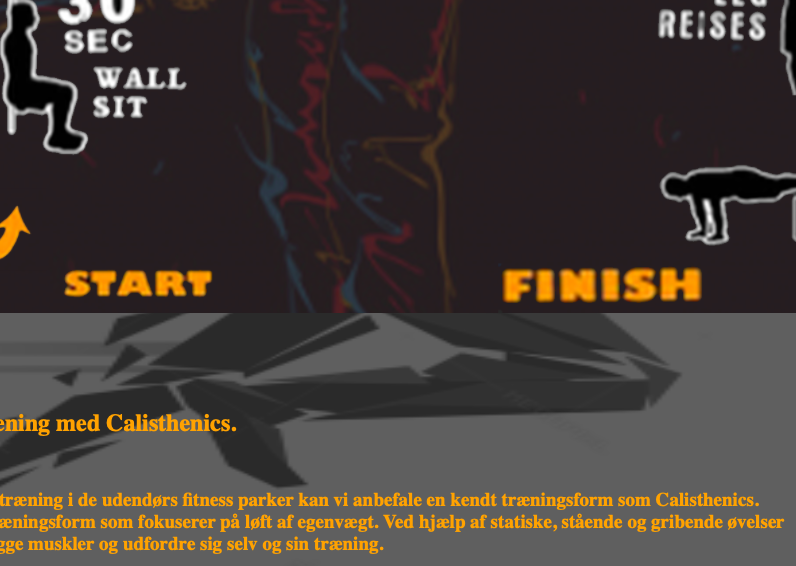 30
SEC
WALL
SIT
REISES
START
FINISH
ening med Calisthenics.
træning i de udendørs fitness parker kan vi anbefale en kendt træningsform som Calisthenics.
æningsform som fokuserer på løft af egenvægt. Ved hjælp af statiske, stående og gribende øvelser
gge muskler og udfordre sig selv og sin træning.